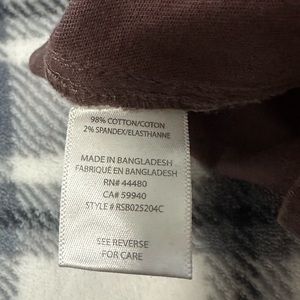 98% COTTON/COTON
2% SPANDEX/ELASTHANNE
MADE IN BANGLADESH
FABRIQUÉ EN BANGLADESH
RN# 44480
CA# 59940
STYLE # RSB025204C
SEE REVERSE
FOR CARE